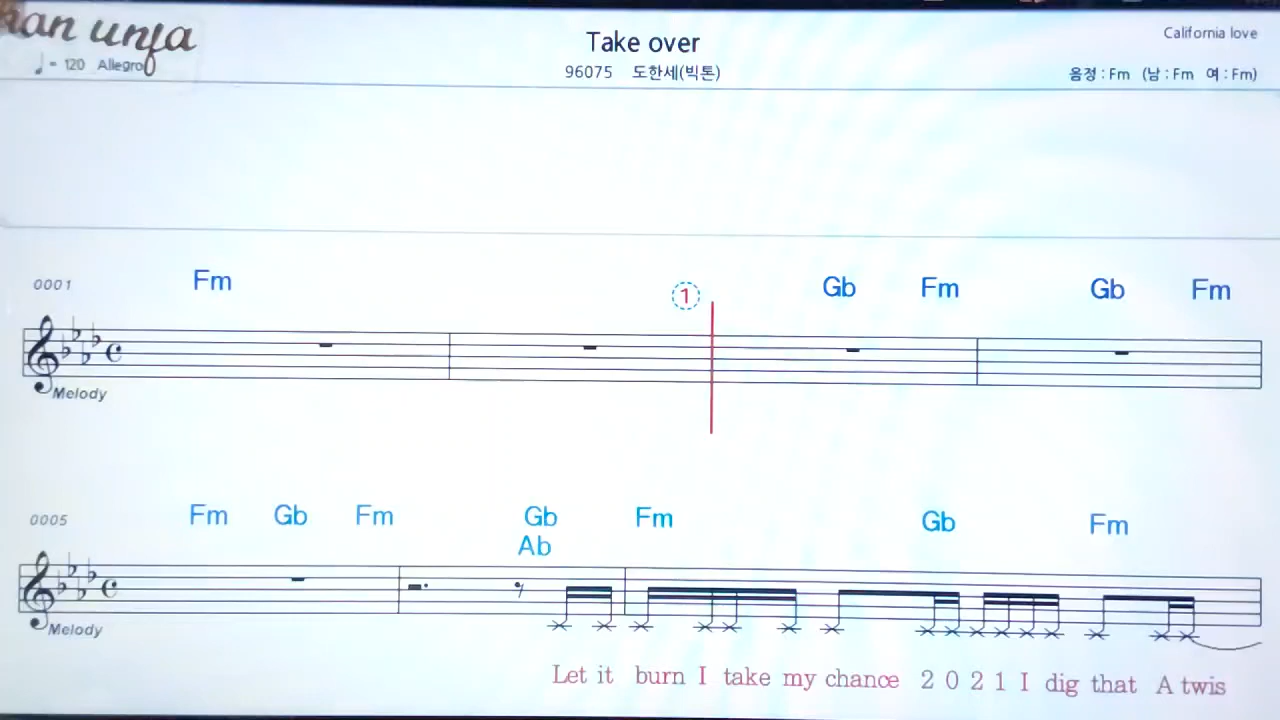 California love
Take over
♩ = 120 Allegro
96075 도한세(빅톤)
음정 : Fm (남 : Fm 여 : Fm)
0001
Fm
1
Gb Fm Gb Fm
Melody
0005
Fm Gb Fm Gb Fm Gb Fm
Ab
Melody
Let it burn I take my chance 2 0 2 1 I dig that A twis